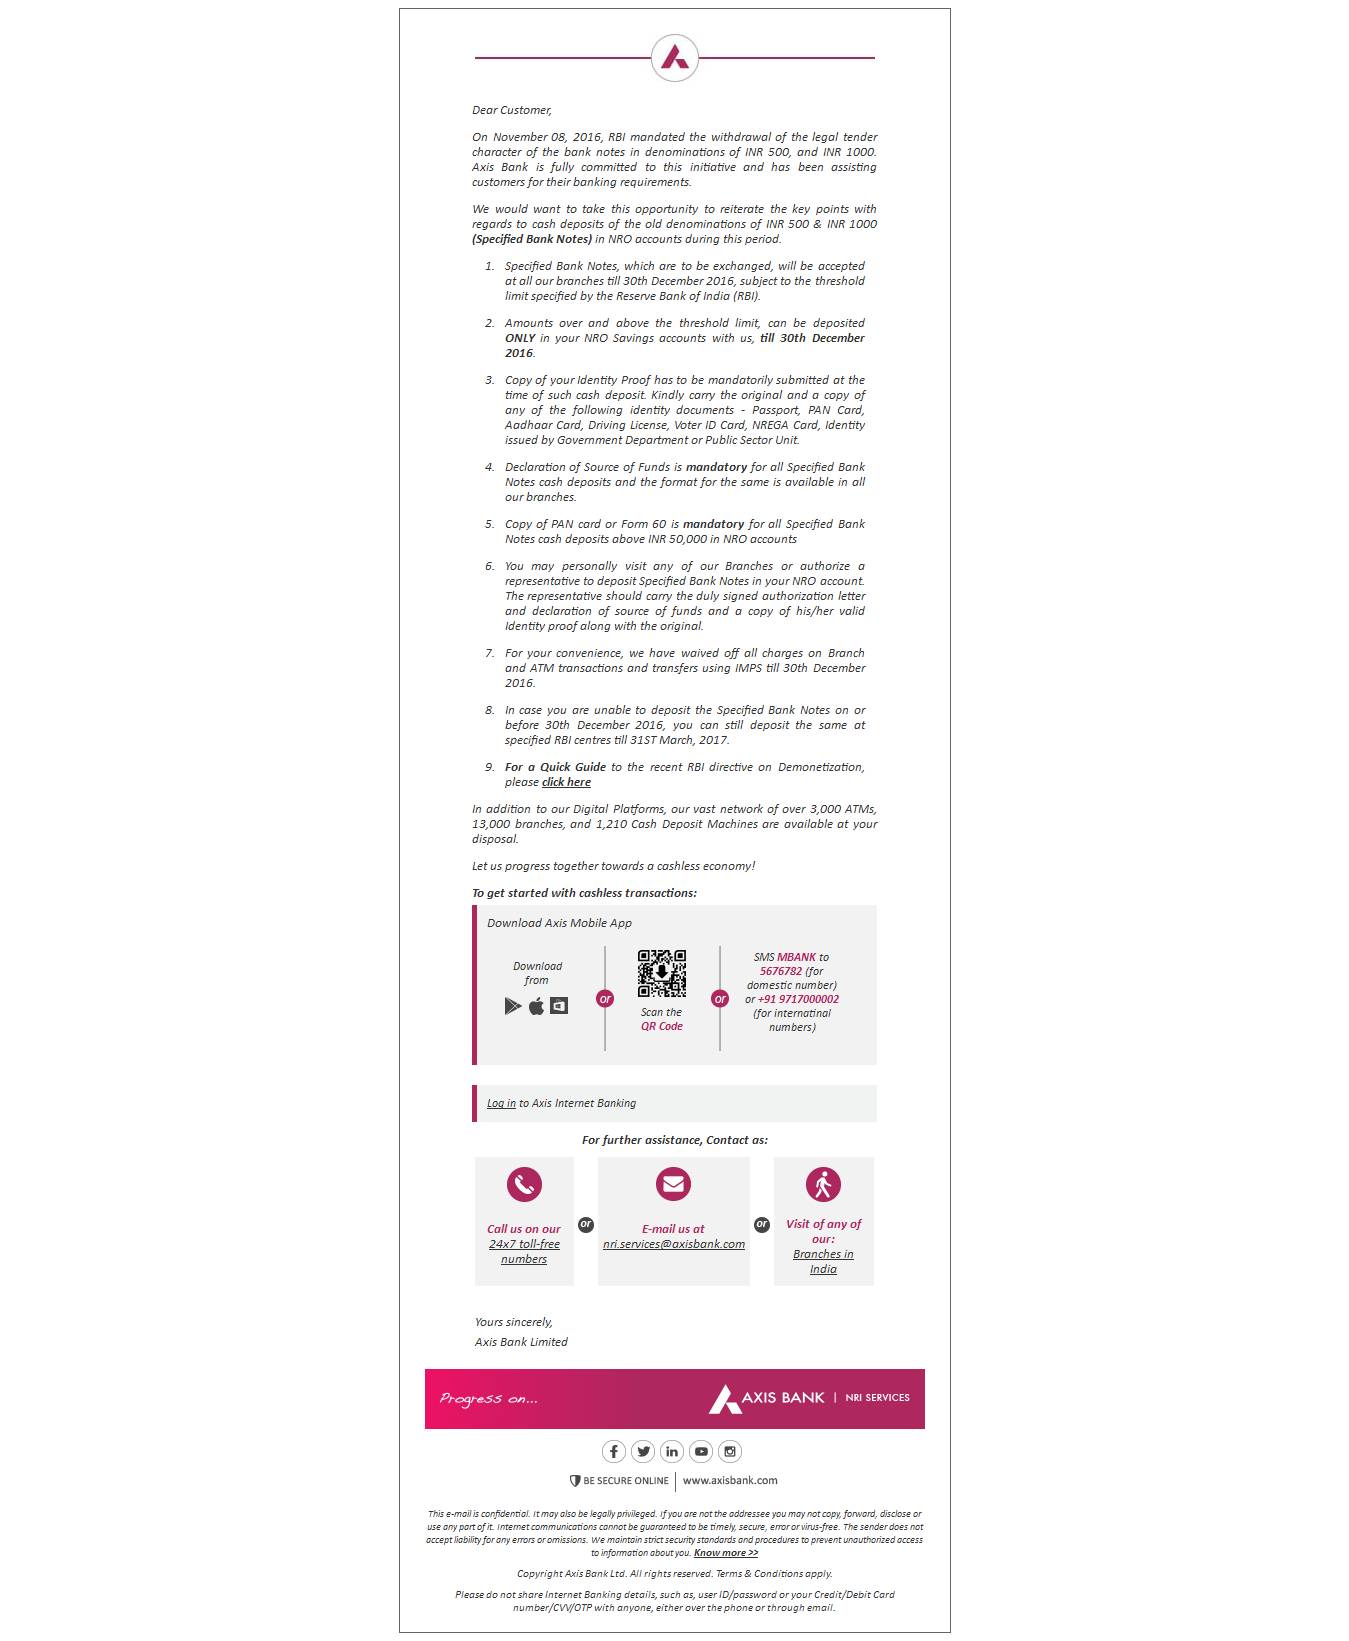 Dear Customer,
On November 08, 2016, RBI mandated the withdrawal of the legal tender
character of the bank notes in denominations of INR 500, and INR 1000.
Axis Bank is fully committed to this initiative and has been assisting
customers for their banking requirements.
We would want to take this opportunity to reiterate the key points with
regards to cash deposits of the old denominations of INR 500 & INR 1000
(Specified Bank Notes) in NRO accounts during this period.
1. Specified Bank Notes, which are to be exchanged, will be accepted
at all our branches till 30th December 2016, subject to the threshold
limit specified by the Reserve Bank of India (RBI).
2. Amounts over and above the threshold limit, can be deposited
ONLY in your NRO Savings accounts with us, till 30th December
2016.
3. Copy of your Identity Proof has to be mandatorily submitted at the
time of such cash deposit. Kindly carry the original and a copy of
any of the following identity documents - Passport, PAN Card,
Aadhaar Card, Driving License, Voter ID Card, NREGA Card, Identity
issued by Government Department or Public Sector Unit.
4. Declaration of Source of Funds is mandatory for all Specified Bank
Notes cash deposits and the format for the same is available in all
our branches.
5. Copy of PAN card or Form 60 is mandatory for all Specified Bank
Notes cash deposits above INR 50,000 in NRO accounts
6. You may personally visit any of our Branches or authorize a
representative to deposit Specified Bank Notes in your NRO account.
The representative should carry the duly signed authorization letter
and declaration of source of funds and a copy of his/her valid
Identity proof along with the original.
7. For your convenience, we have waived off all charges on Branch
and ATM transactions and transfers using IMPS till 30th December
2016.
8. In case you are unable to deposit the Specified Bank Notes on or
before 30th December 2016, you can still deposit the same at
specified RBI centres till 31ST March, 2017.
9. For a Quick Guide to the recent RBI directive on Demonetization,
please click here
In addition to our Digital Platforms, our vast network of over 3,000 ATMs,
13,000 branches, and 1,210 Cash Deposit Machines are available at your
disposal.
Let us progress together towards a cashless economy!
To get started with cashless transactions:
Download Axis Mobile App
Download
from
or
Scan the
QR Code
or
SMS MBANK to
5676782 (for
domestic number)
or +91 9717000002
(for internatinal
numbers)
Log in to Axis Internet Banking
For further assistance, Contact as:
Call us on our
24x7 toll-free
numbers
or
E-mail us at
nri.services@axisbank.com
or
Visit of any of
our:
Branches in
India
Yours sincerely,
Axis Bank Limited
Progress on...
AXIS BANK | NRI SERVICES
BE SECURE ONLINE | www.axisbank.com
This e-mail is confidential. It may also be legally privileged. If you are not the addressee you may not copy, forward, disclose or
use any part of it. Internet communications cannot be guaranteed to be timely, secure, error or virus-free. The sender does not
accept liability for any errors or omissions. We maintain strict security standards and procedures to prevent unauthorized access
to information about you. Know more >>
Copyright Axis Bank Ltd. All rights reserved. Terms & Conditions apply.
Please do not share Internet Banking details, such as, user ID/password or your Credit/Debit Card
number/CVV/OTP with anyone, either over the phone or through email.